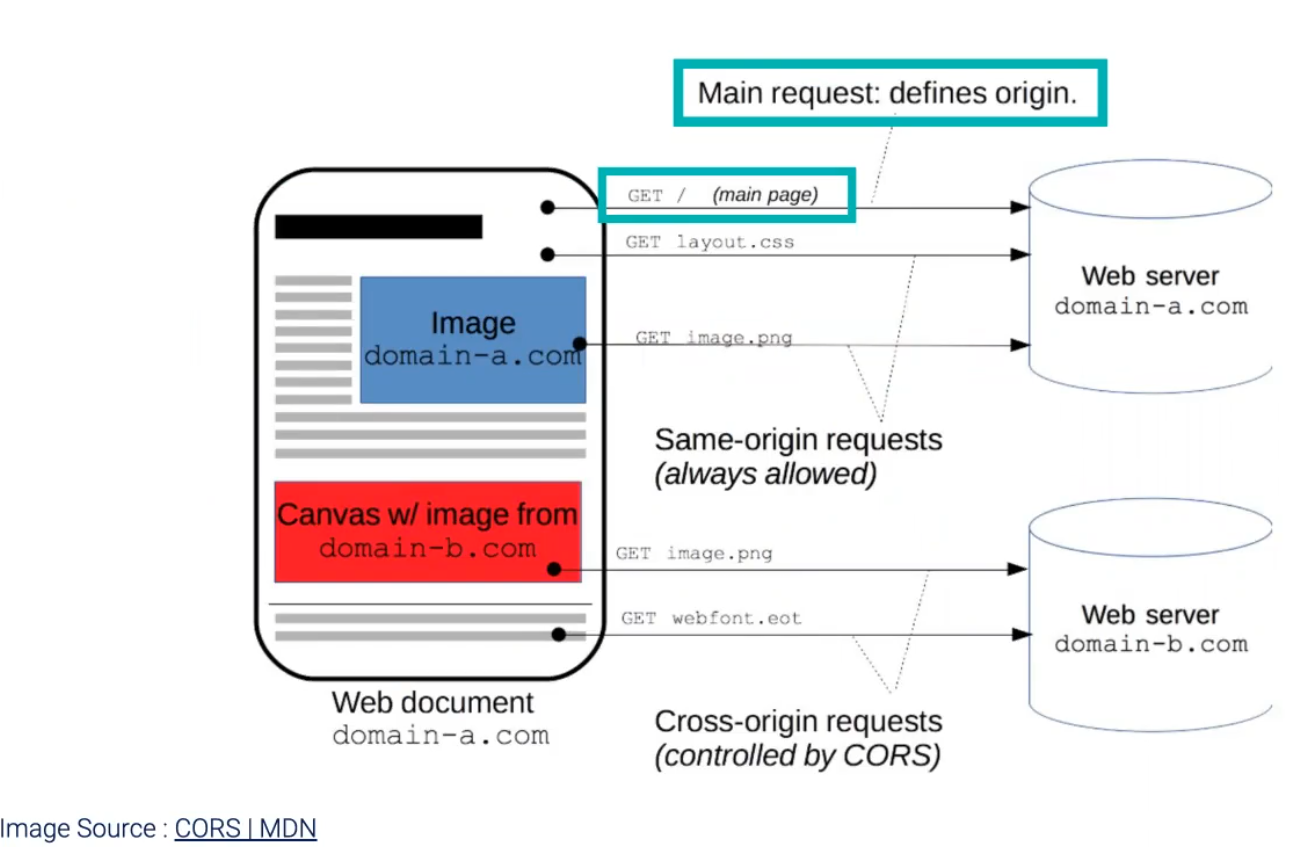 Main request: defines origin.
GET / (main page)
GET layout.css
Web server
domain-a.com
Image
domain-a.com
GET image.png
Same-origin requests
(always allowed)
Canvas w/ image from
domain-b.com
GET image.png
GET webfont.eot
Web server
domain-b.com
Web document
domain-a.com
Cross-origin requests
(controlled by CORS)
Image Source : CORS | MDN